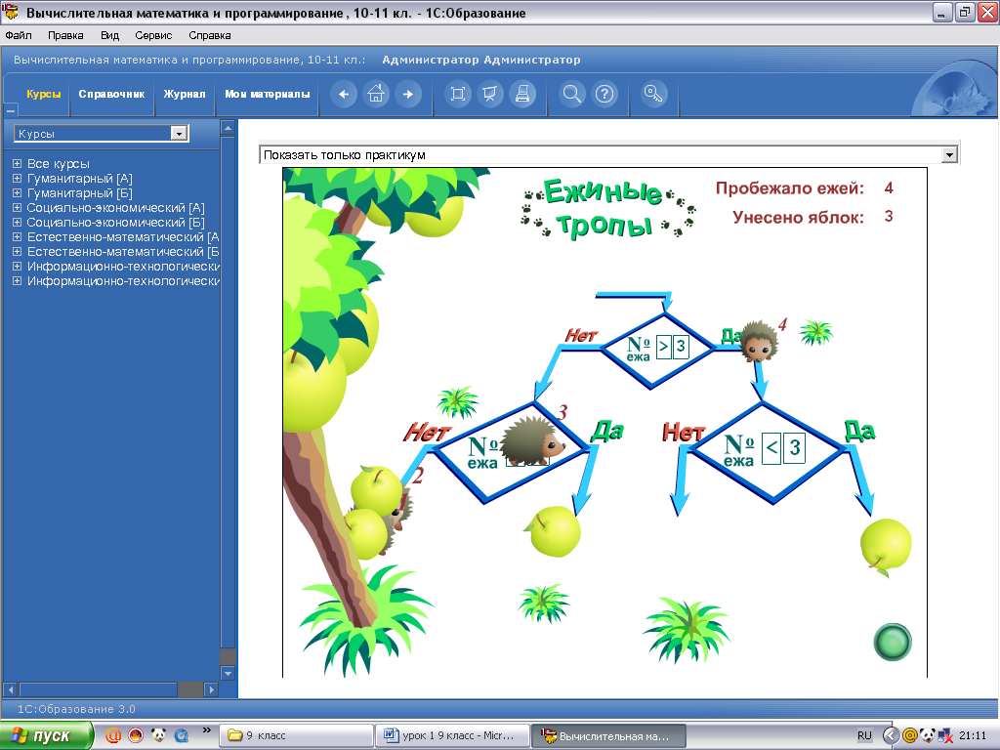 Вычислительная математика и программирование, 10-11 кл. - 1С:Образование
Файл Правка Вид Сервис Справка
Вычислительная математика и программирование, 10-11 кл.: Администратор Администратор
Курсы Справочник Журнал Мои материалы
Курсы
Все курсы
Гуманитарный [А]
Гуманитарный [Б]
Социально-экономический [А]
Социально-экономический [Б]
Естественно-математический [А
Естественно-математический [Б
Информационно-технологически
Информационно-технологически
Показать только практикум
Ежиные
тропы
Пробежало ежей: 4
Унесено яблок: 3
Нет
№ ежа > 3
Да
4
Нет
№ ежа
3
Да
2
Нет
№ ежа < 3
Да
1С:Образование 3.0
пуск
9 класс
урок 1 9 класс - Micr...
Вычислительная ма...
RU
21:11